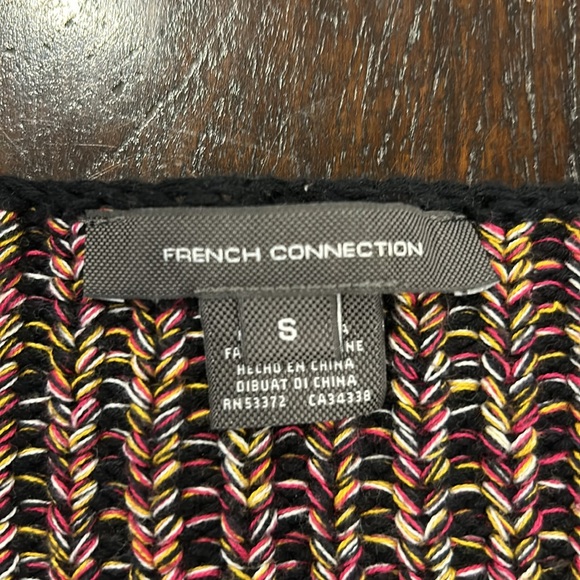 FRENCH CONNECTION
S
HECHO EN CHINA
DIBUAT DI CHINA
RN53372 CA34338